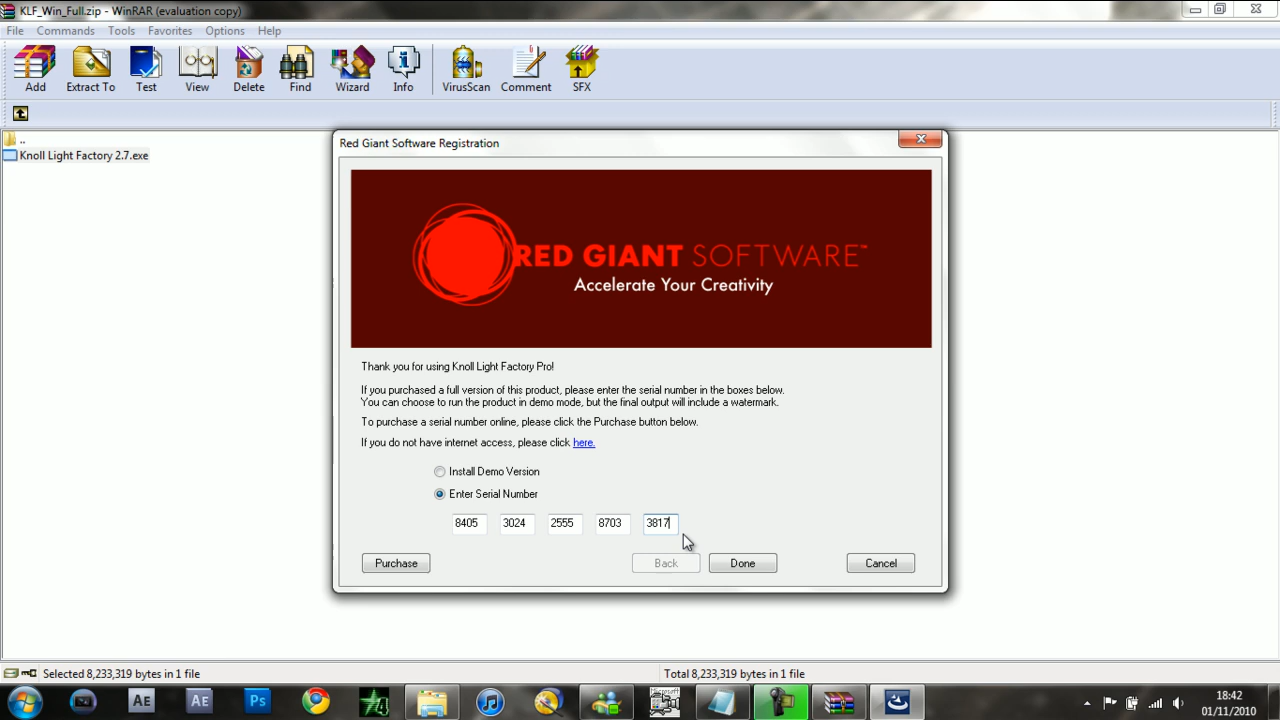 KLF_Win_Full.zip - WinRAR (evaluation copy)
File Commands Tools Favorites Options Help
Add Extract To Test View Delete Find Wizard Info VirusScan Comment SFX
..
Knoll Light Factory 2.7.exe
Red Giant Software Registration
RED GIANT SOFTWARE™
Accelerate Your Creativity
Thank you for using Knoll Light Factory Pro!
If you purchased a full version of this product, please enter the serial number in the boxes below.
You can choose to run the product in demo mode, but the final output will include a watermark.
To purchase a serial number online, please click the Purchase button below.
If you do not have internet access, please click here.
Install Demo Version
Enter Serial Number
8405 3024 2555 8703 3817
Purchase Back Done Cancel
Selected 8,233,319 bytes in 1 file Total 8,233,319 bytes in 1 file
AE AE Ps Microsoft
18:42
01/11/2010